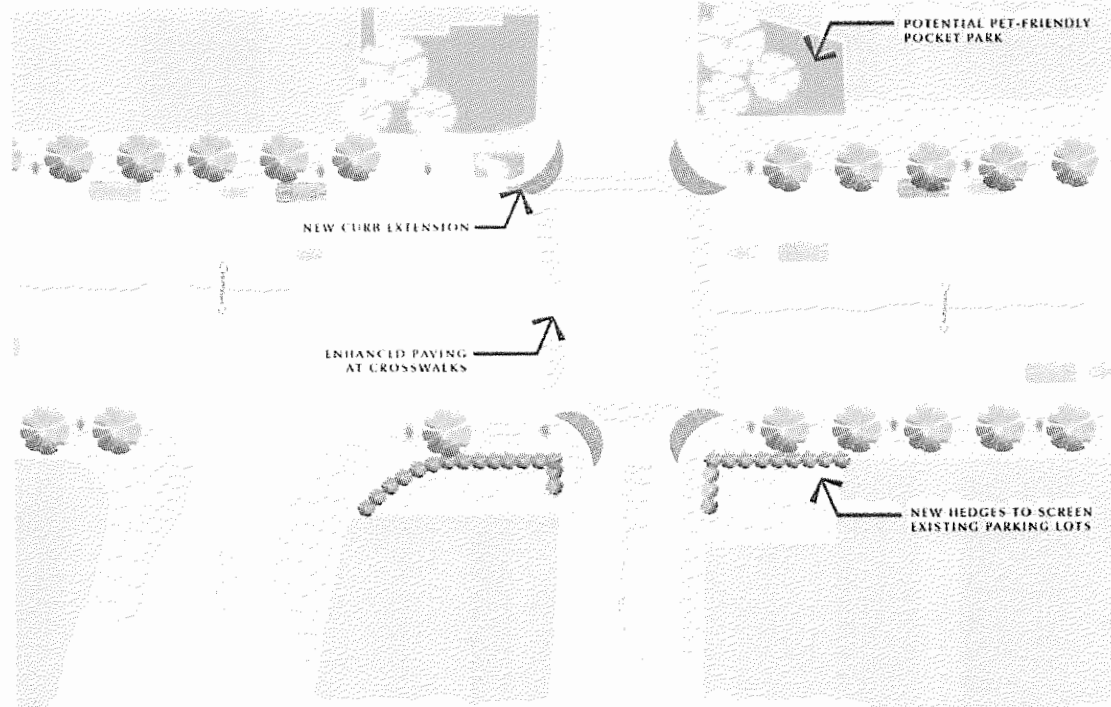 POTENTIAL PET-FRIENDLY
POCKET PARK
NEW CURB EXTENSION
ENHANCED PAVING
AT CROSSWALKS
NEW HEDGES TO SCREEN
EXISTING PARKING LOTS